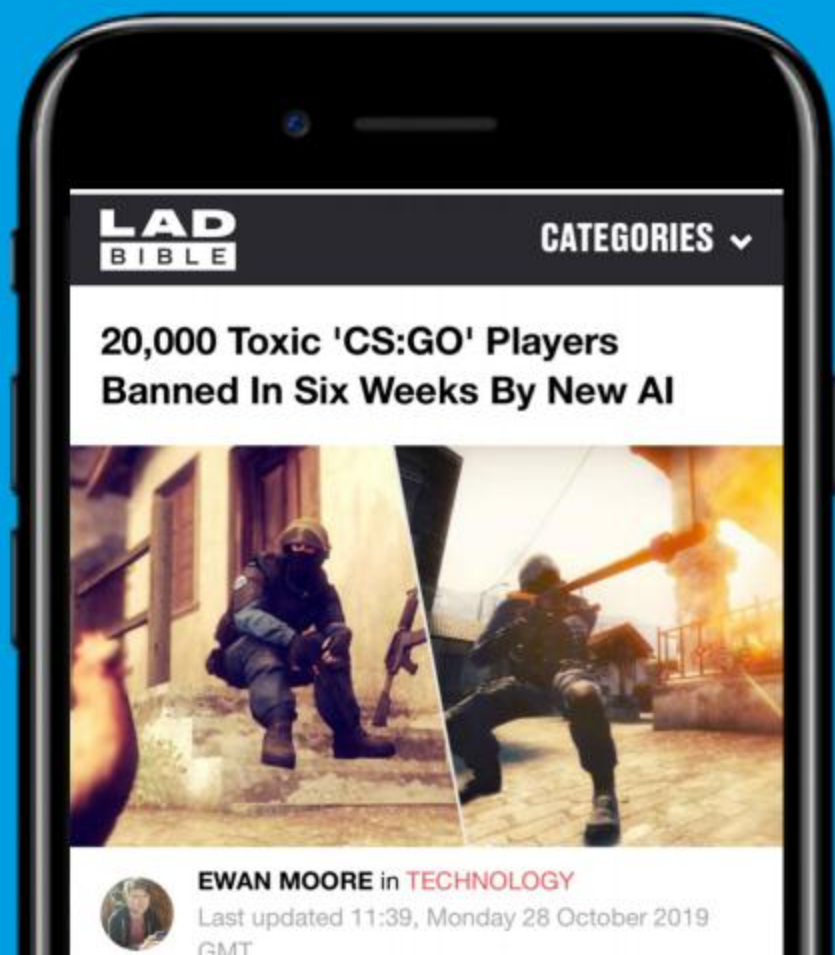 LAD
BIBLE
CATEGORIES
20,000 Toxic 'CS:GO' Players
Banned In Six Weeks By New AI
EWAN MOORE in TECHNOLOGY
Last updated 11:39, Monday 28 October 2019
GMT